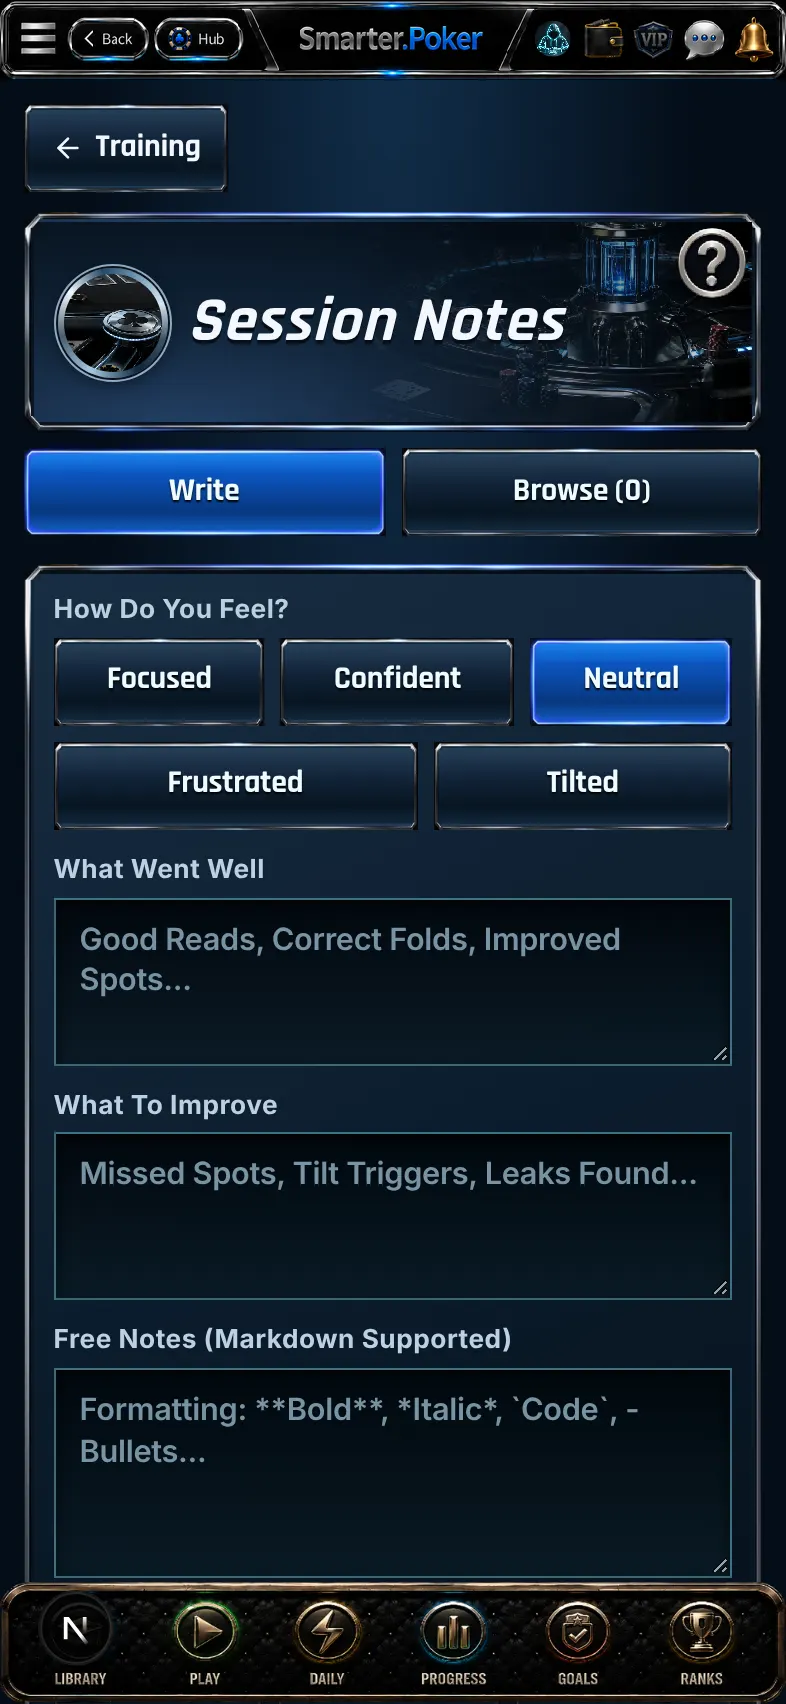 Back
Hub
Smarter.Poker
VIP
← Training
Session Notes
?
Write
Browse (0)
How Do You Feel?
Focused
Confident
Neutral
Frustrated
Tilted
What Went Well
Good Reads, Correct Folds, Improved
Spots...
What To Improve
Missed Spots, Tilt Triggers, Leaks Found...
Free Notes (Markdown Supported)
Formatting: **Bold**, *Italic*, `Code`, -
Bullets...
N
LIBRARY
PLAY
DAILY
PROGRESS
GOALS
RANKS